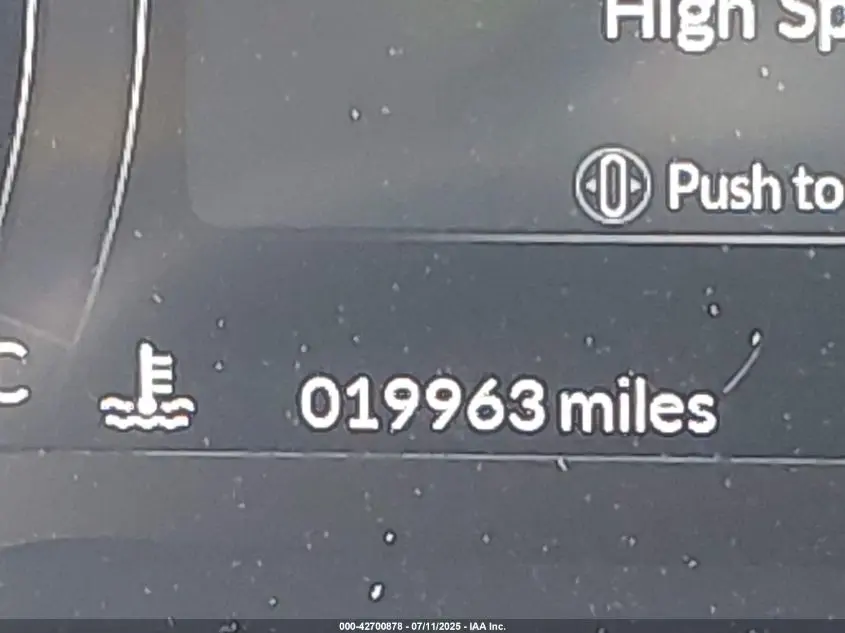 High Sp
Push to
C
019963 miles
000-42700878 - 07/11/2025 - IAA Inc.